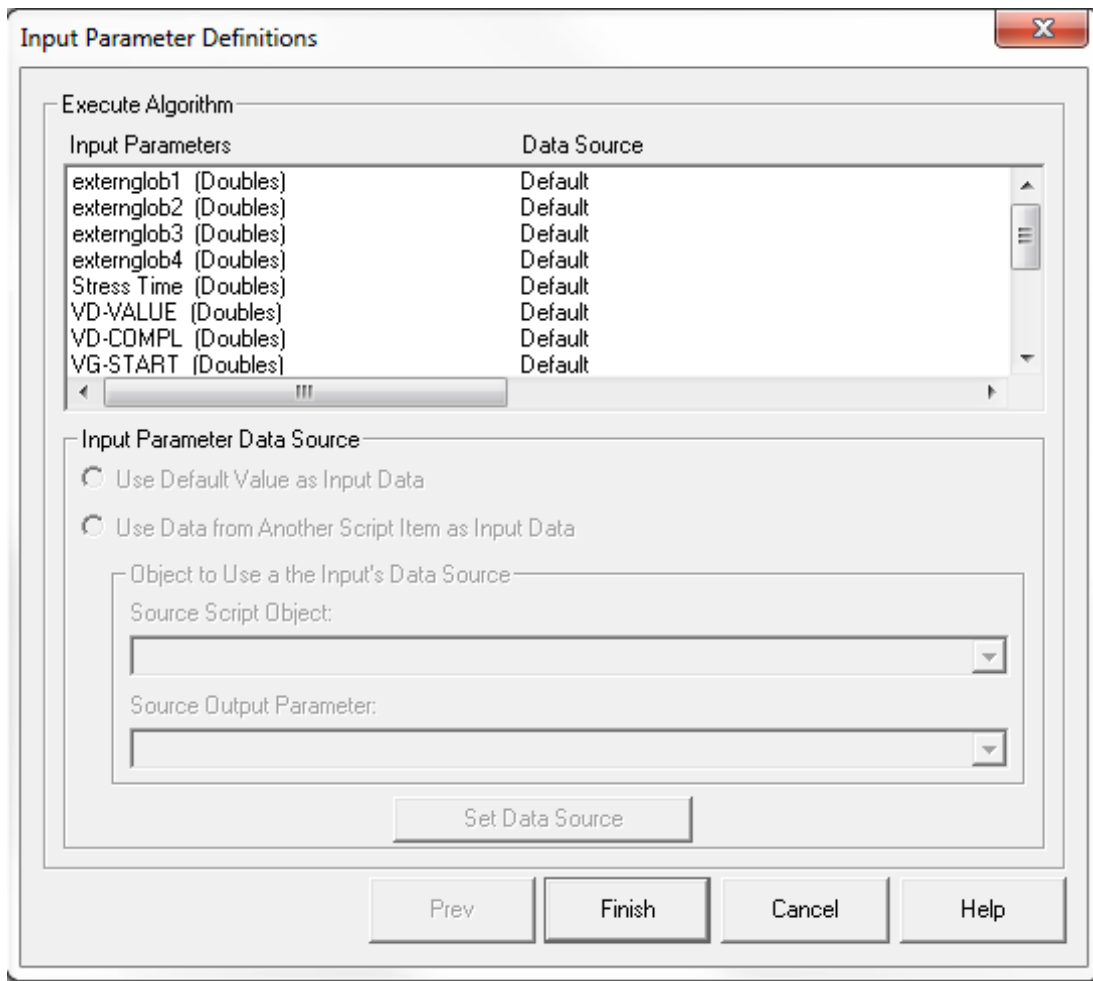 Input Parameter Definitions
Execute Algorithm
Input Parameters Data Source
externglob1 (Doubles) Default
externglob2 (Doubles) Default
externglob3 (Doubles) Default
externglob4 (Doubles) Default
Stress Time (Doubles) Default
VD-VALUE (Doubles) Default
VD-COMPL (Doubles) Default
VG-START (Doubles) Default
Input Parameter Data Source
Use Default Value as Input Data
Use Data from Another Script Item as Input Data
Object to Use a the Input's Data Source
Source Script Object:
Source Output Parameter:
Set Data Source
Prev Finish Cancel Help